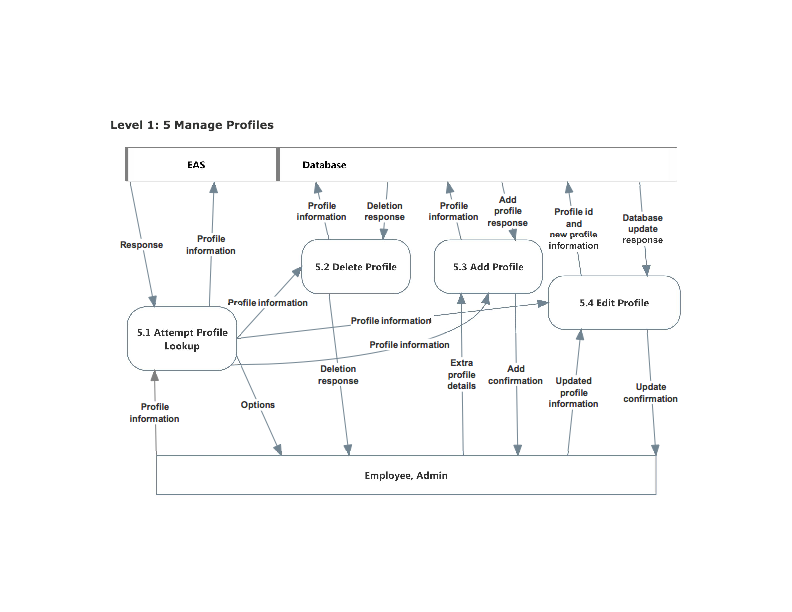 Level 1: 5 Manage Profiles
EAS
Database
Response
Profile
information
Profile
information
Deletion
response
Profile
information
Add
profile
response
Profile id
and
new profile
information
Database
update
response
5.2 Delete Profile
5.3 Add Profile
5.4 Edit Profile
Profile information
5.1 Attempt Profile
Lookup
Profile information
Profile information
Profile
information
Options
Deletion
response
Extra
profile
details
Add
confirmation
Updated
profile
information
Update
confirmation
Employee, Admin